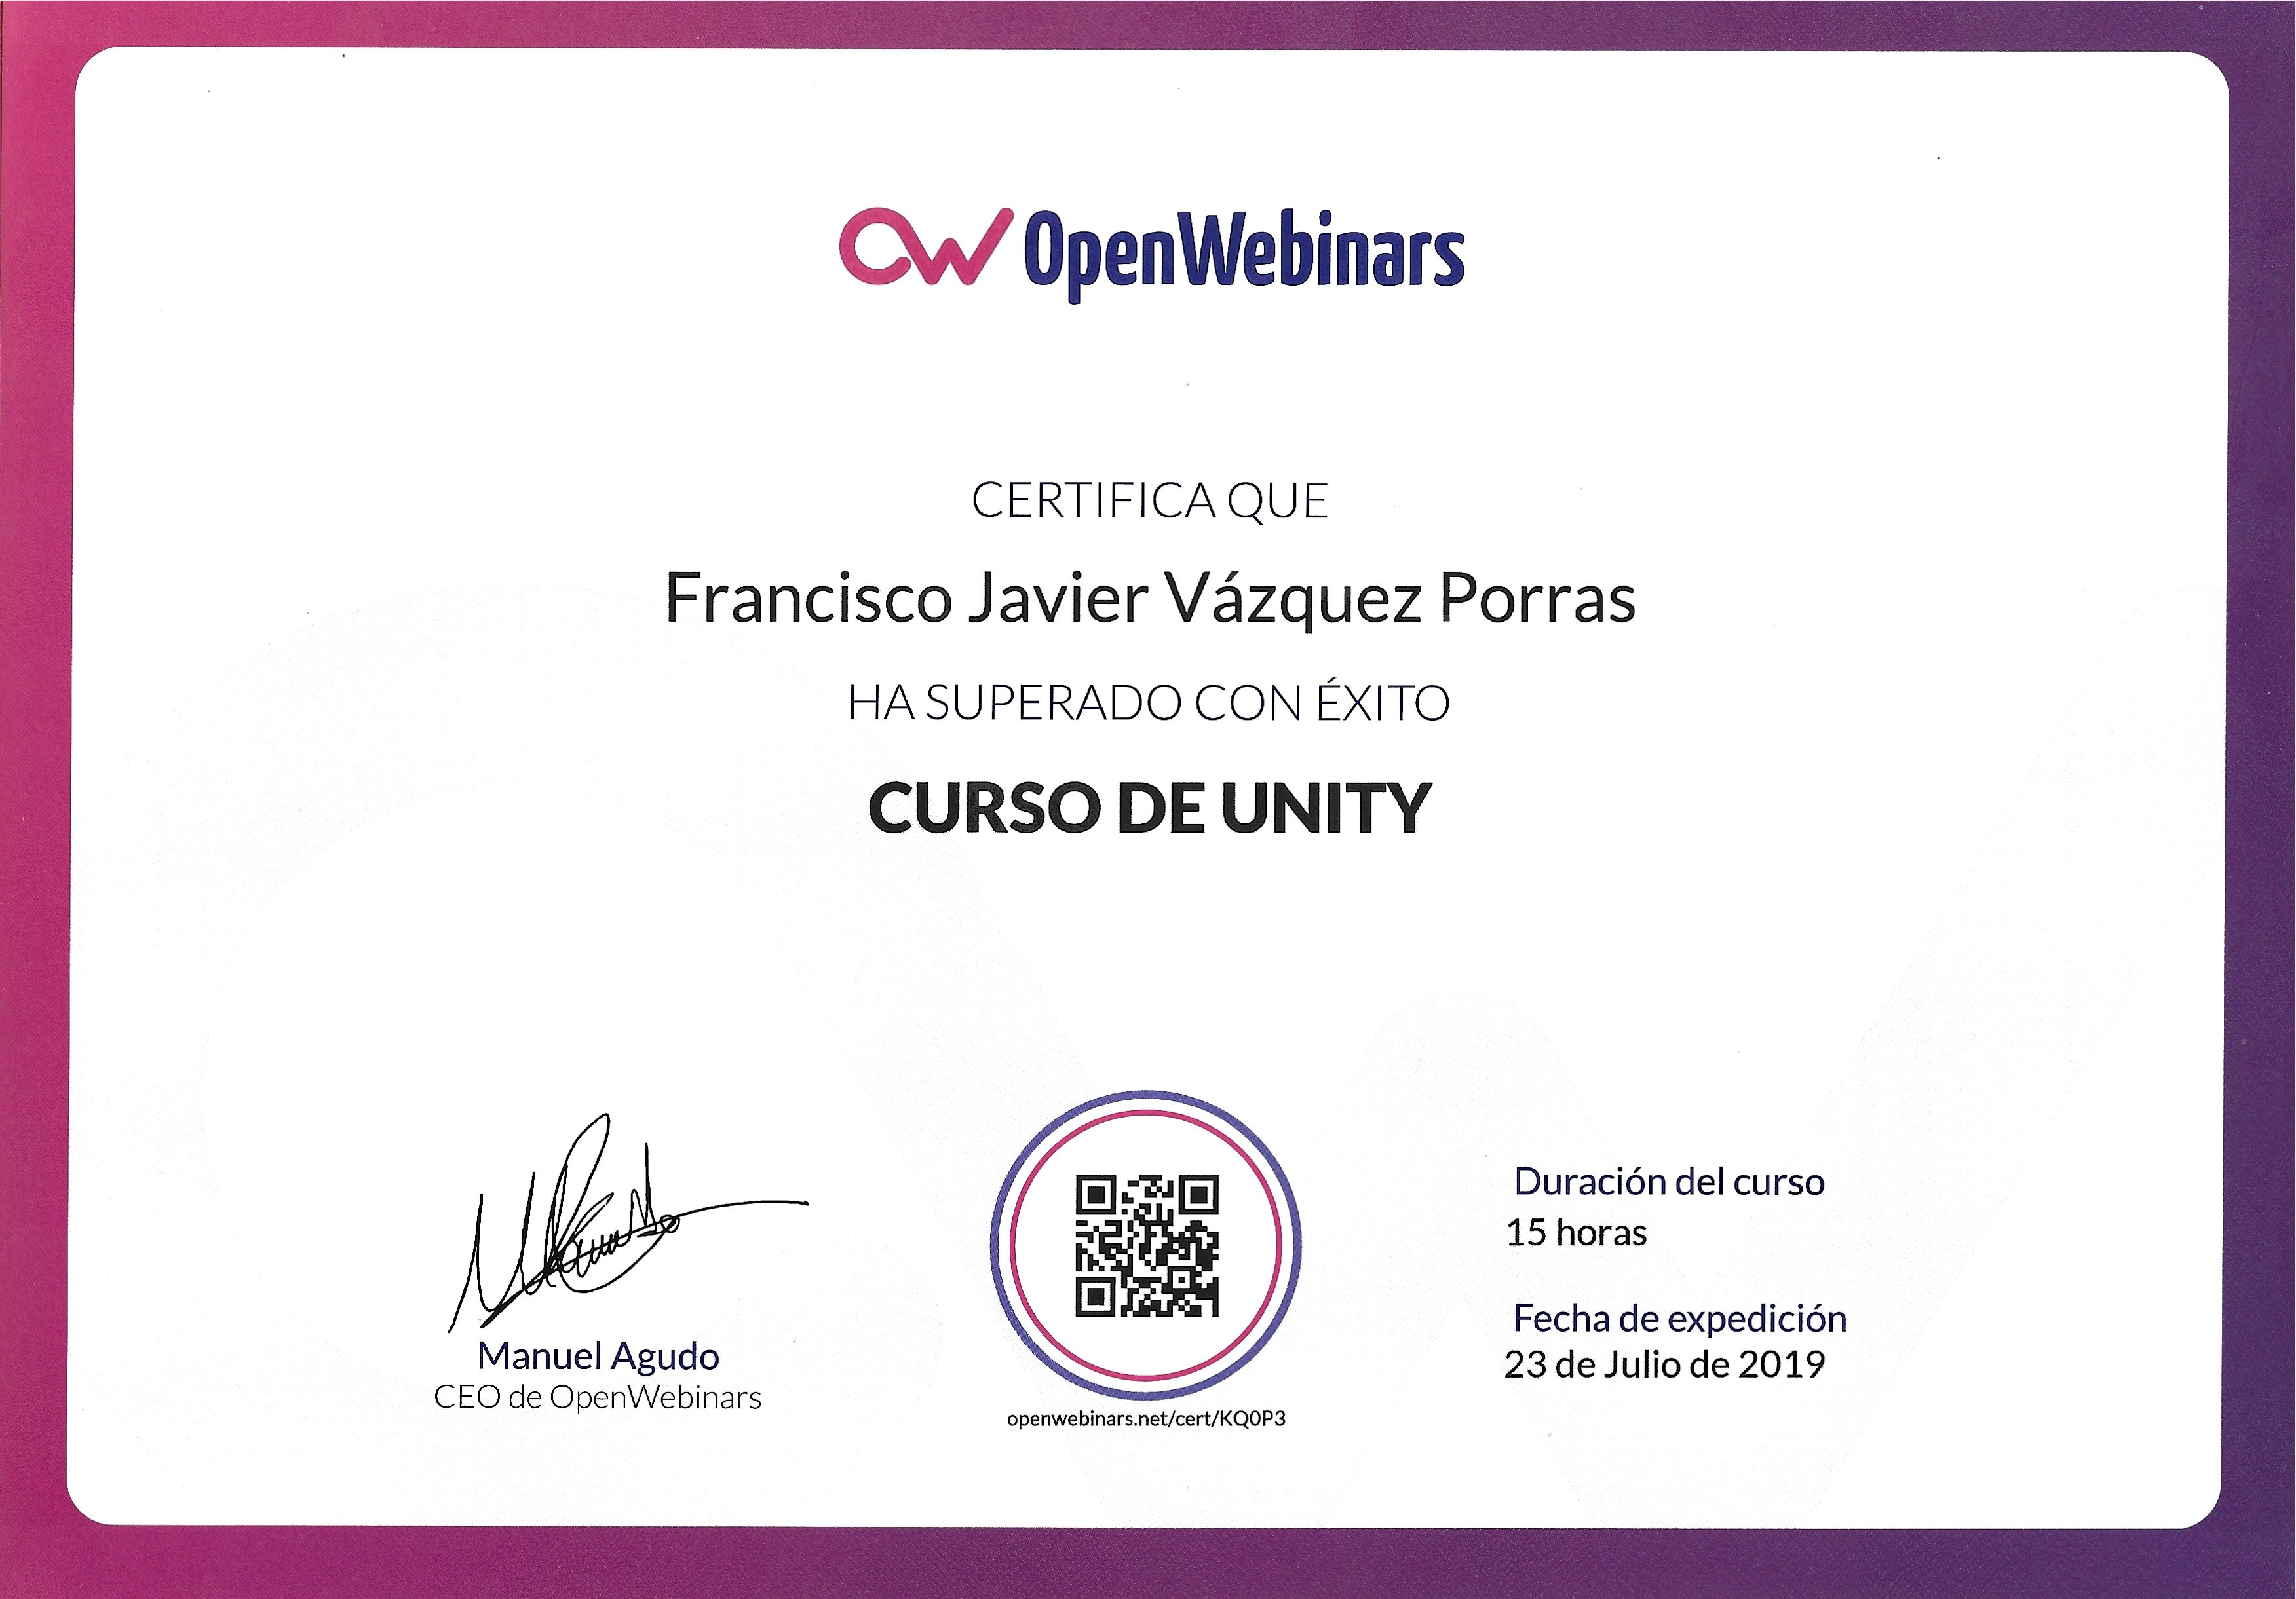 OpenWebinars
CERTIFICA QUE
Francisco Javier Vázquez Porras
HA SUPERADO CON ÉXITO
CURSO DE UNITY
Manuel Agudo
CEO de OpenWebinars
openwebinars.net/cert/KQ0P3
Duración del curso
15 horas
Fecha de expedición
23 de Julio de 2019